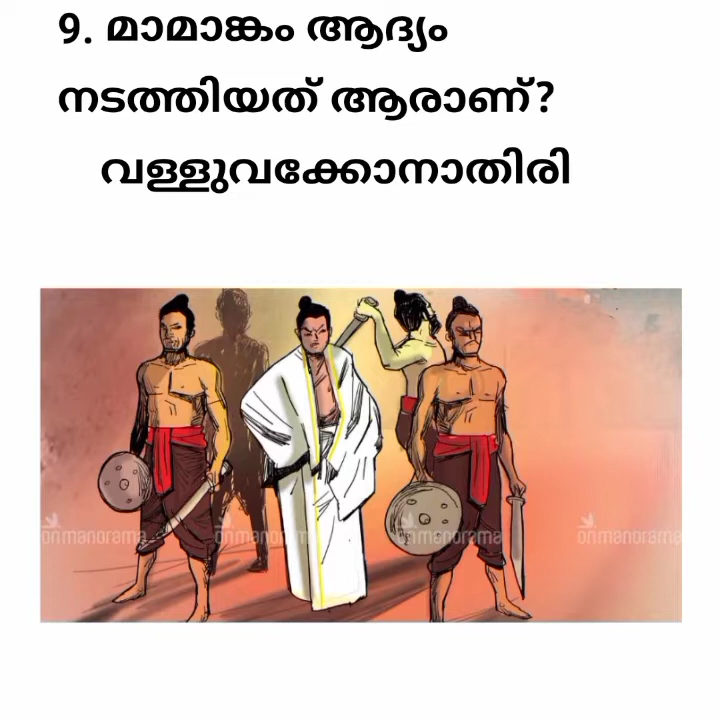 9. മാമാങ്കം ആദ്യം
നടത്തിയത് ആരാണ്?
വള്ളുവക്കോനാതിരി
onmanorama onmanorama onmanorama onmanorama